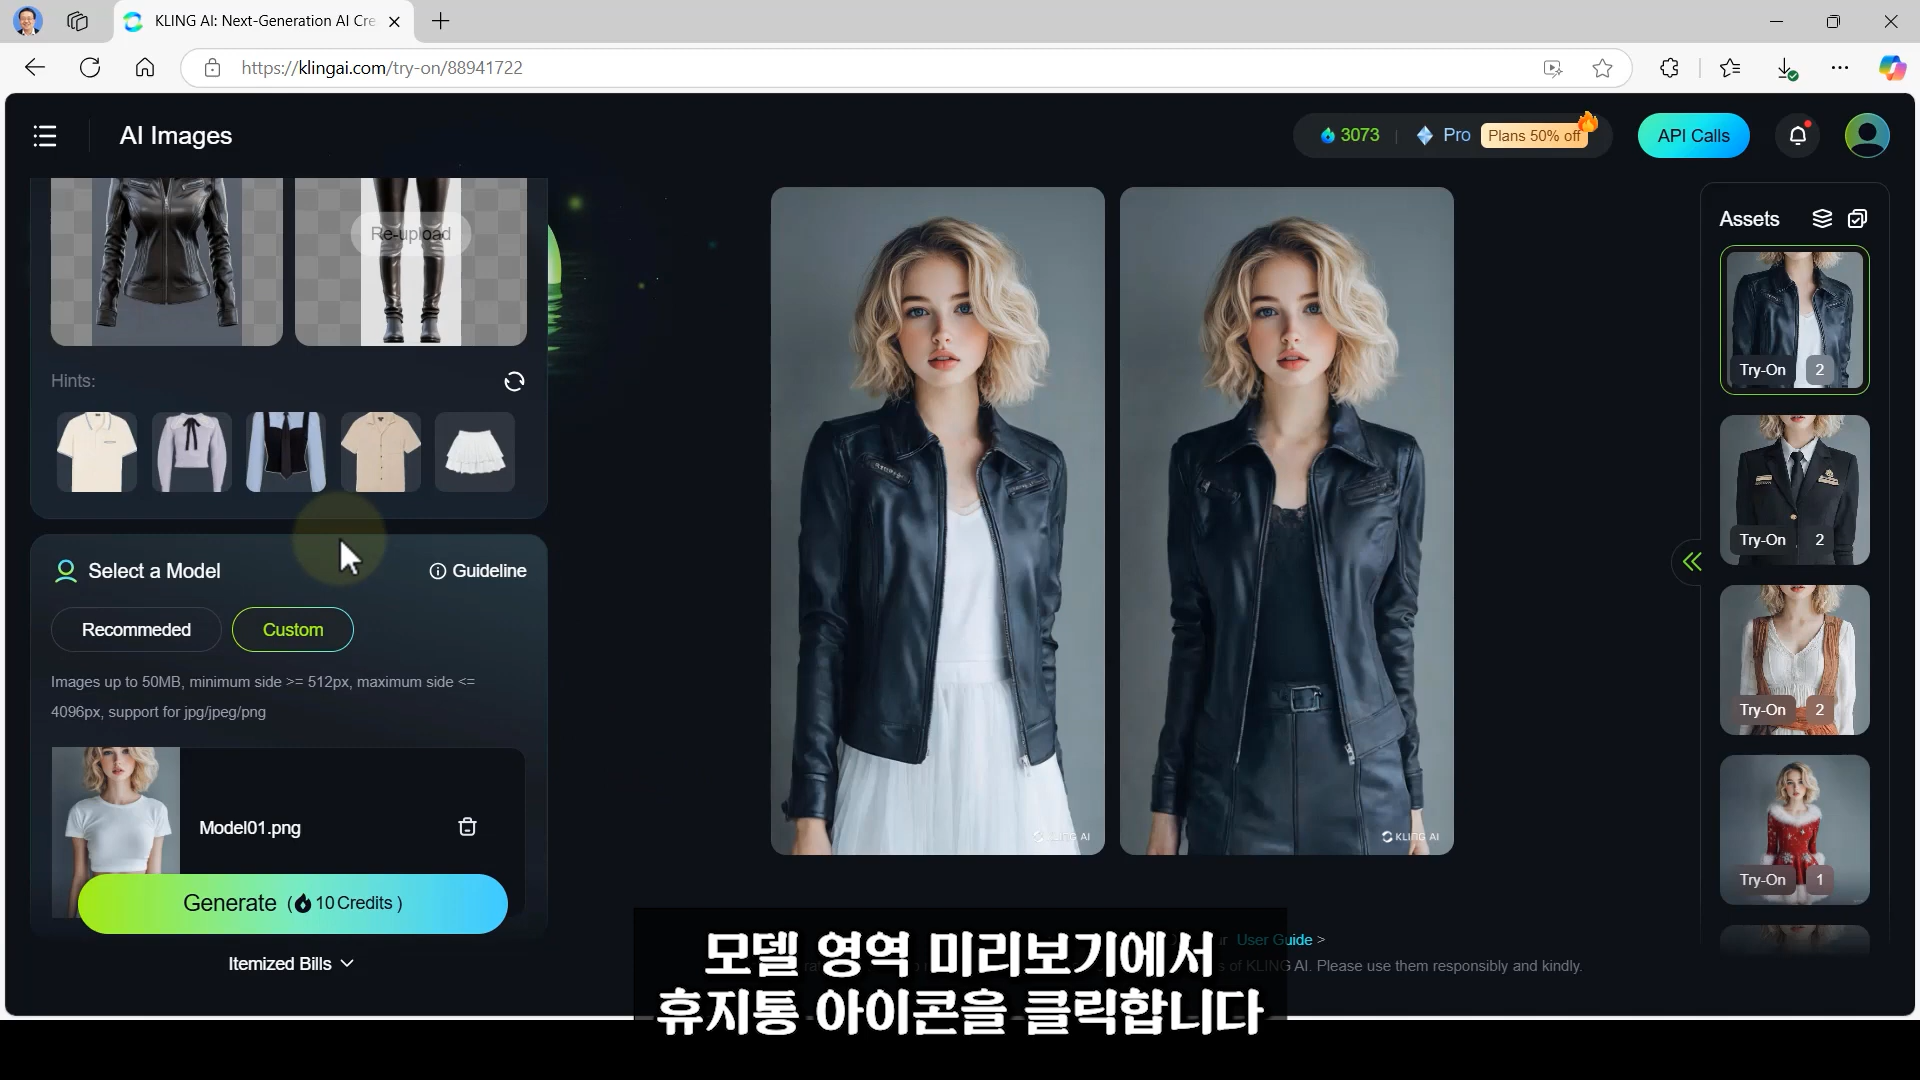 KLING AI: Next-Generation AI Cre
https://klingai.com/try-on/88941722
AI Images
3073
Pro
Plans 50% off
API Calls
Re-upload
Hints:
Select a Model
Guideline
Recommeded
Custom
Images up to 50MB, minimum side >= 512px, maximum side <=
4096px, support for jpg/jpeg/png
Model01.png
Generate ( 10 Credits )
Itemized Bills
KLING AI
KLING AI
User Guide >
s of KLING AI. Please use them responsibly and kindly.
Assets
Try-On 2
Try-On 2
Try-On 2
Try-On 1
모델 영역 미리보기에서
휴지통 아이콘을 클릭합니다